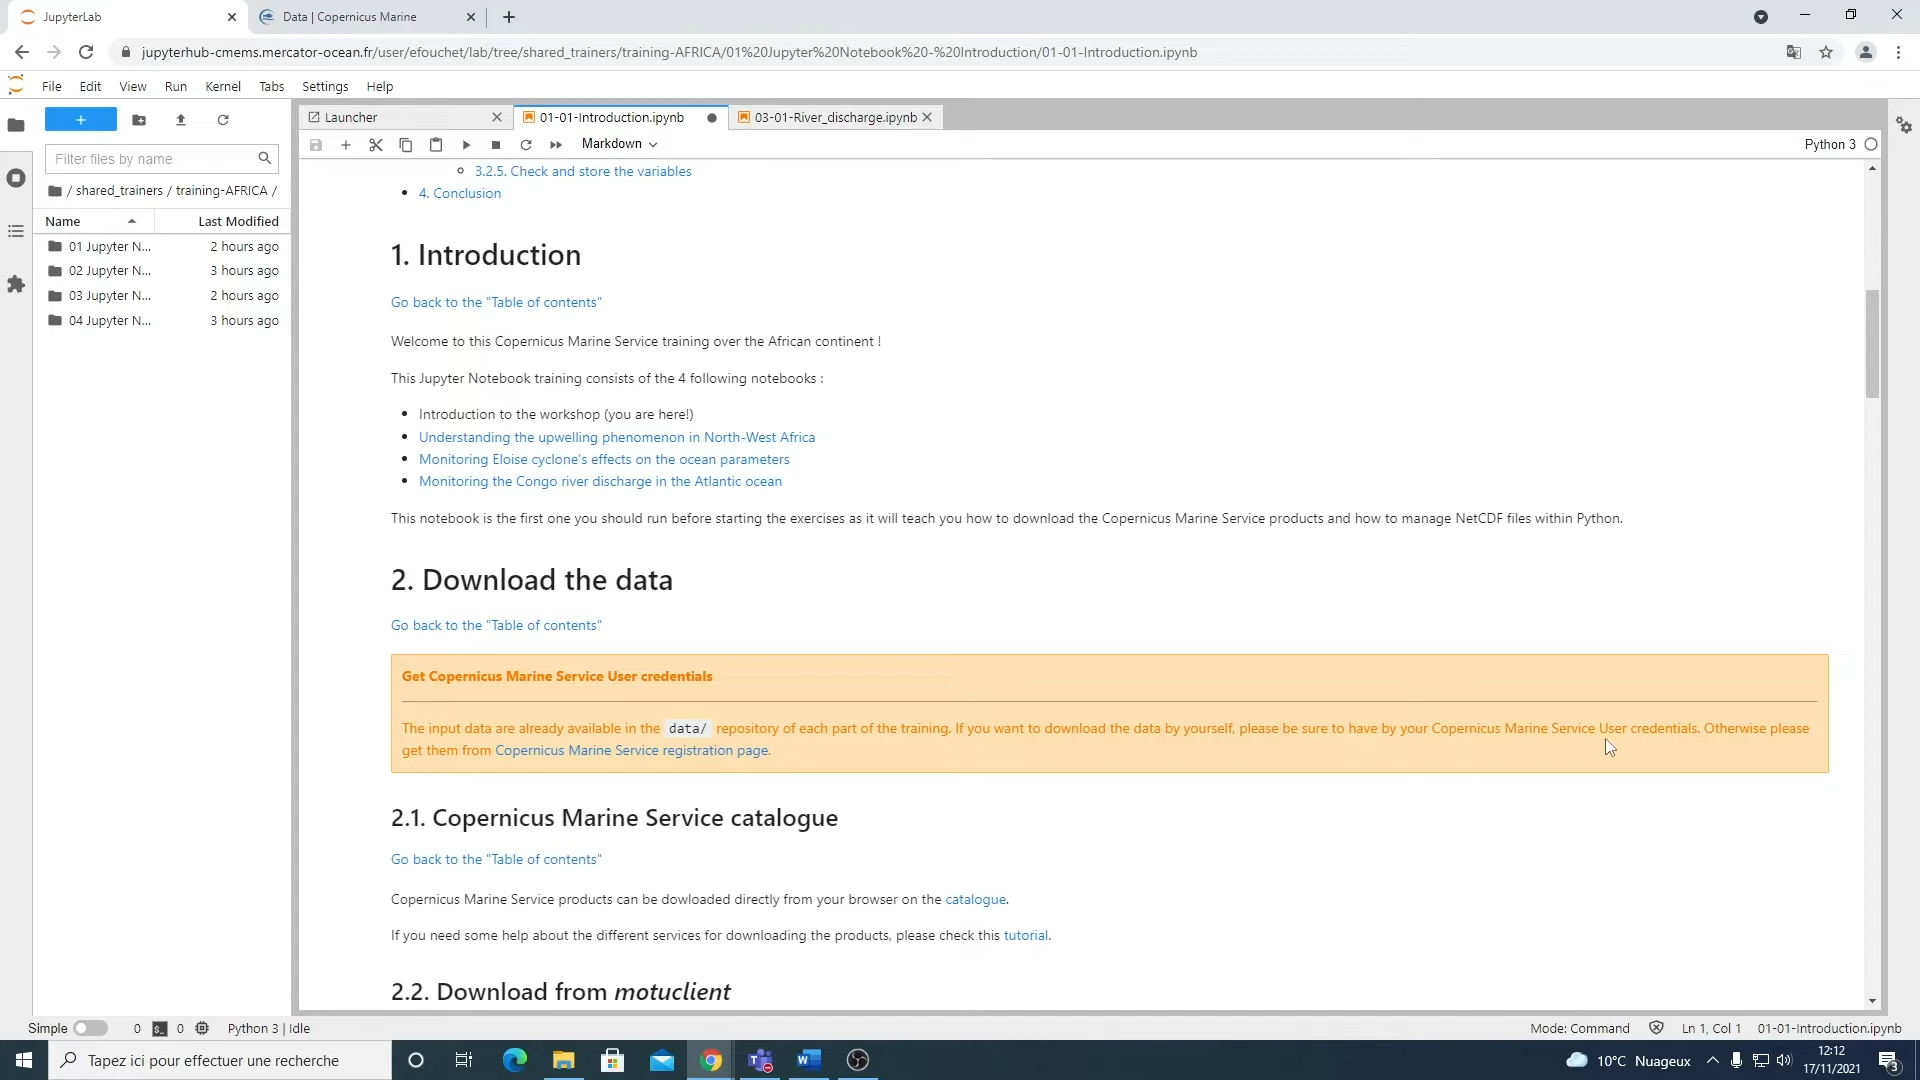 JupyterLab
Data | Copernicus Marine
jupyterhub-cmems.mercator-ocean.fr/user/efouchet/lab/tree/shared_trainers/training-AFRICA/01%20Jupyter%20Notebook%20-%20Introduction/01-01-Introduction.ipynb
File Edit View Run Kernel Tabs Settings Help
Launcher
01-01-Introduction.ipynb
03-01-River_discharge.ipynb
Markdown
Python 3
Filter files by name
/ shared_trainers / training-AFRICA /
Name Last Modified
01 Jupyter N... 2 hours ago
02 Jupyter N... 3 hours ago
03 Jupyter N... 2 hours ago
04 Jupyter N... 3 hours ago
3.2.5. Check and store the variables
4. Conclusion
1. Introduction
Go back to the "Table of contents"
Welcome to this Copernicus Marine Service training over the African continent !
This Jupyter Notebook training consists of the 4 following notebooks :
Introduction to the workshop (you are here!)
Understanding the upwelling phenomenon in North-West Africa
Monitoring Eloise cyclone's effects on the ocean parameters
Monitoring the Congo river discharge in the Atlantic ocean
This notebook is the first one you should run before starting the exercises as it will teach you how to download the Copernicus Marine Service products and how to manage NetCDF files within Python.
2. Download the data
Go back to the "Table of contents"
Get Copernicus Marine Service User credentials
The input data are already available in the data/ repository of each part of the training. If you want to download the data by yourself, please be sure to have by your Copernicus Marine Service User credentials. Otherwise please
get them from Copernicus Marine Service registration page.
2.1. Copernicus Marine Service catalogue
Go back to the "Table of contents"
Copernicus Marine Service products can be dowloaded directly from your browser on the catalogue.
If you need some help about the different services for downloading the products, please check this tutorial.
2.2. Download from motuclient
Simple 0 0 Python 3 | Idle
Mode: Command Ln 1, Col 1 01-01-Introduction.ipynb
Tapez ici pour effectuer une recherche
10°C Nuageux
12:12
17/11/2021
3